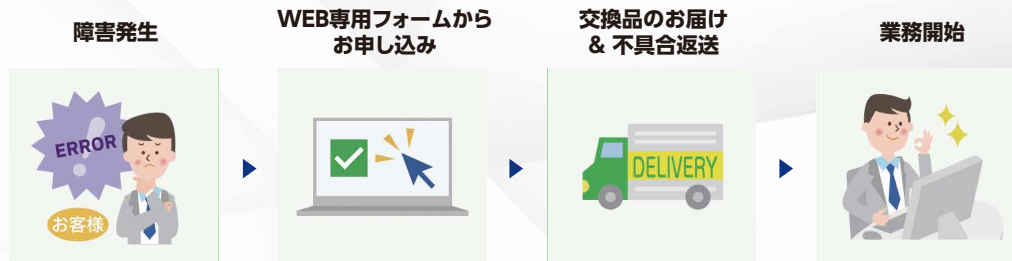 障害発生
WEB専用フォームから
お申し込み
交換品のお届け
& 不具合返送
業務開始
ERROR
お客様
DELIVERY